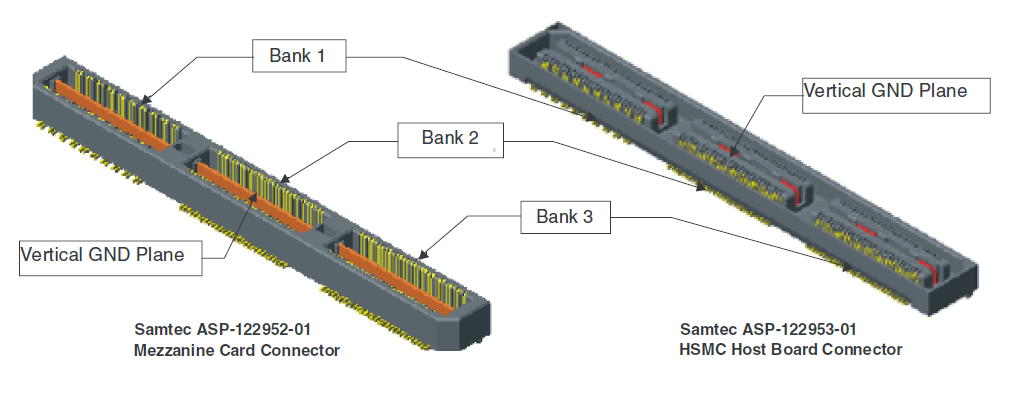 Bank 1
Vertical GND Plane
Bank 2
Bank 3
Vertical GND Plane
Samtec ASP-122952-01
Mezzanine Card Connector
Samtec ASP-122953-01
HSMC Host Board Connector